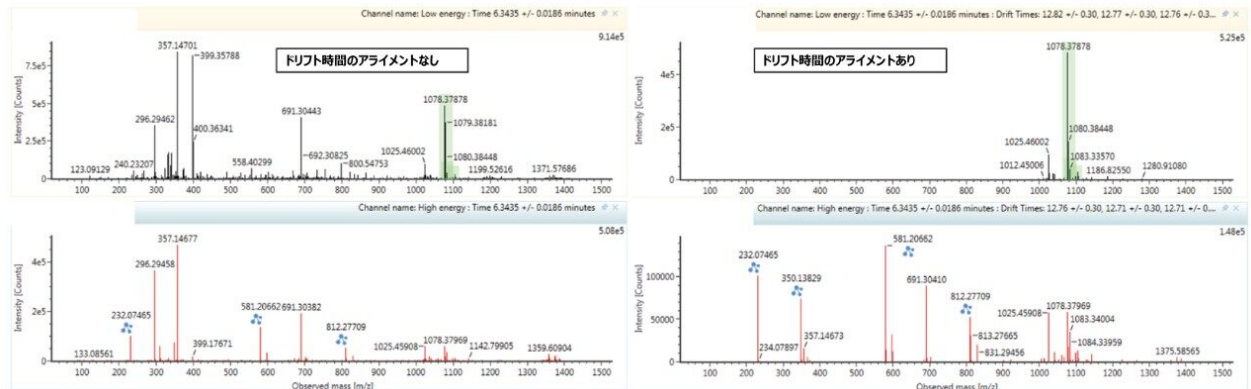 Channel name: Low energy : Time 6.3435 +/- 0.0186 minutes
9.14e5
ドリフト時間のアライメントなし
Intensity [Counts]
7.5e5
5e5
2.5e5
0
357.14701
399.35788
296.29462
400.36341
691.30443
1078.37878
1079.38181
1080.38448
123.09129
240.23207
558.40299
692.30825
800.54753
1025.46002
1199.52616
1371.57686
100 200 300 400 500 600 700 800 900 1000 1100 1200 1300 1400 1500
Channel name: Low energy : Time 6.3435 +/- 0.0186 minutes : Drift Times: 12.82 +/- 0.30, 12.77 +/- 0.30, 12.76 +/- 0.3...
5.25e5
ドリフト時間のアライメントあり
Intensity [Counts]
4e5
2e5
0
1078.37878
1025.46002
1080.38448
1012.45006
1083.33570
1186.82550
1280.91080
100 200 300 400 500 600 700 800 900 1000 1100 1200 1300 1400 1500
Channel name: High energy : Time 6.3435 +/- 0.0186 minutes
5.08e5
Intensity [Counts]
4e5
2e5
0
357.14677
296.29458
232.07465
581.20662
691.30382
812.27709
133.08561
399.17671
1025.45908
1078.37969
1142.79905
1359.60904
100 200 300 400 500 600 700 800 900 1000 1100 1200 1300 1400 1500
Observed mass [m/z]
Channel name: High energy : Time 6.3435 +/- 0.0186 minutes : Drift Times: 12.76 +/- 0.30, 12.71 +/- 0.30, 12.71 +/- 0....
1.48e5
Intensity [Counts]
100000
50000
0
581.20662
232.07465
350.13829
691.30410
812.27709
1025.45908
1078.37969
1083.34004
357.14673
813.27665
234.07897
831.29456
1084.33959
1375.58565
100 200 300 400 500 600 700 800 900 1000 1100 1200 1300 1400 1500
Observed mass [m/z]